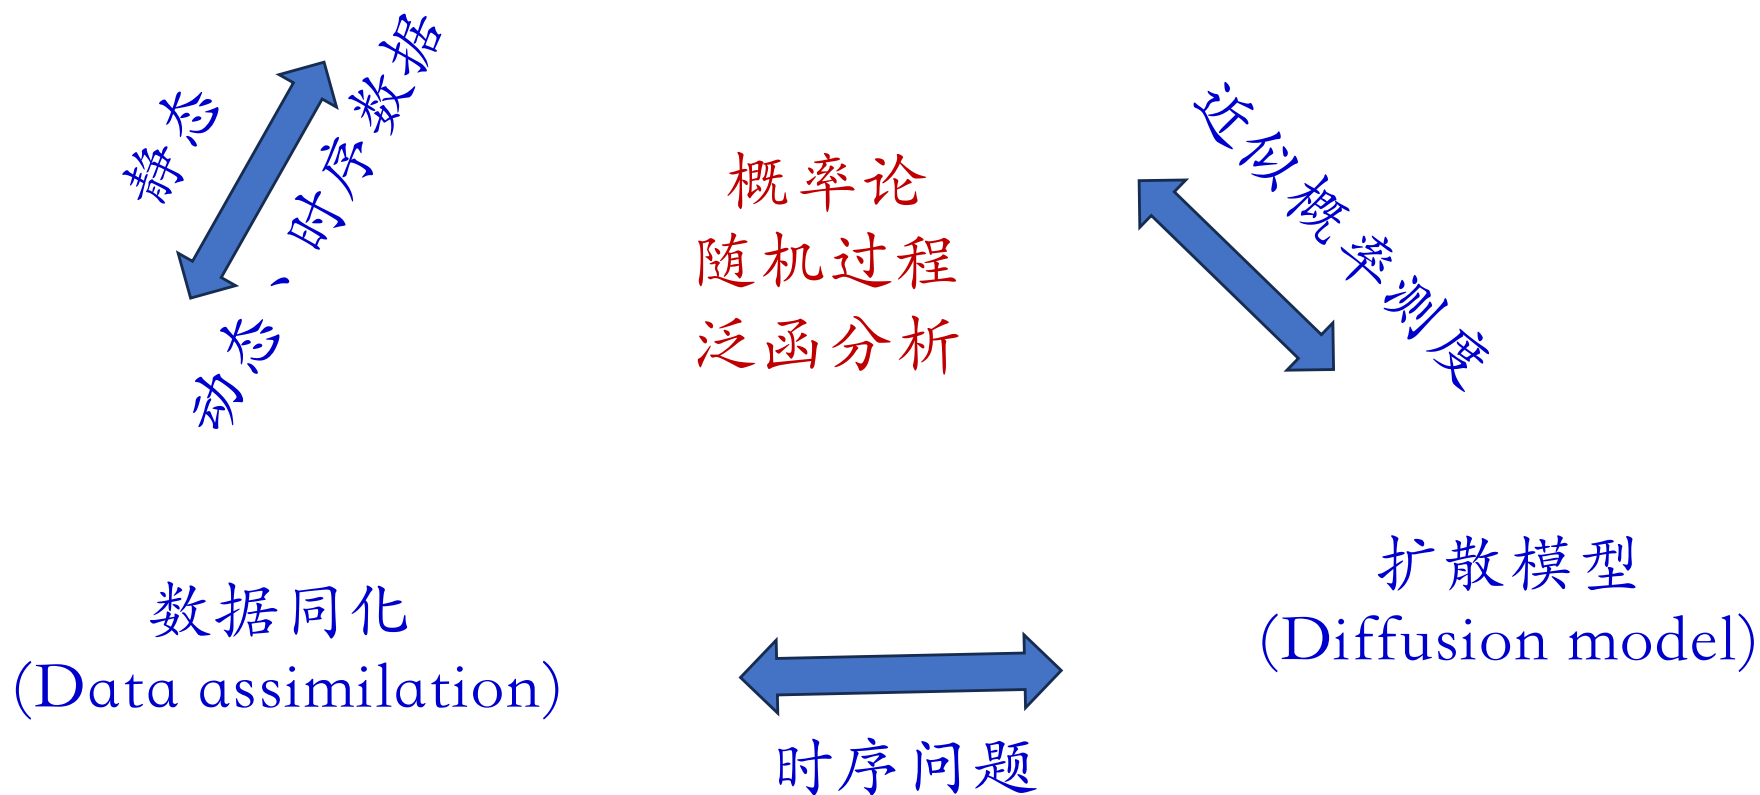 静态
动态、时序数据
概率论
随机过程
泛函分析
近似概率测度
数据同化
(Data assimilation)
扩散模型
(Diffusion model)
时序问题